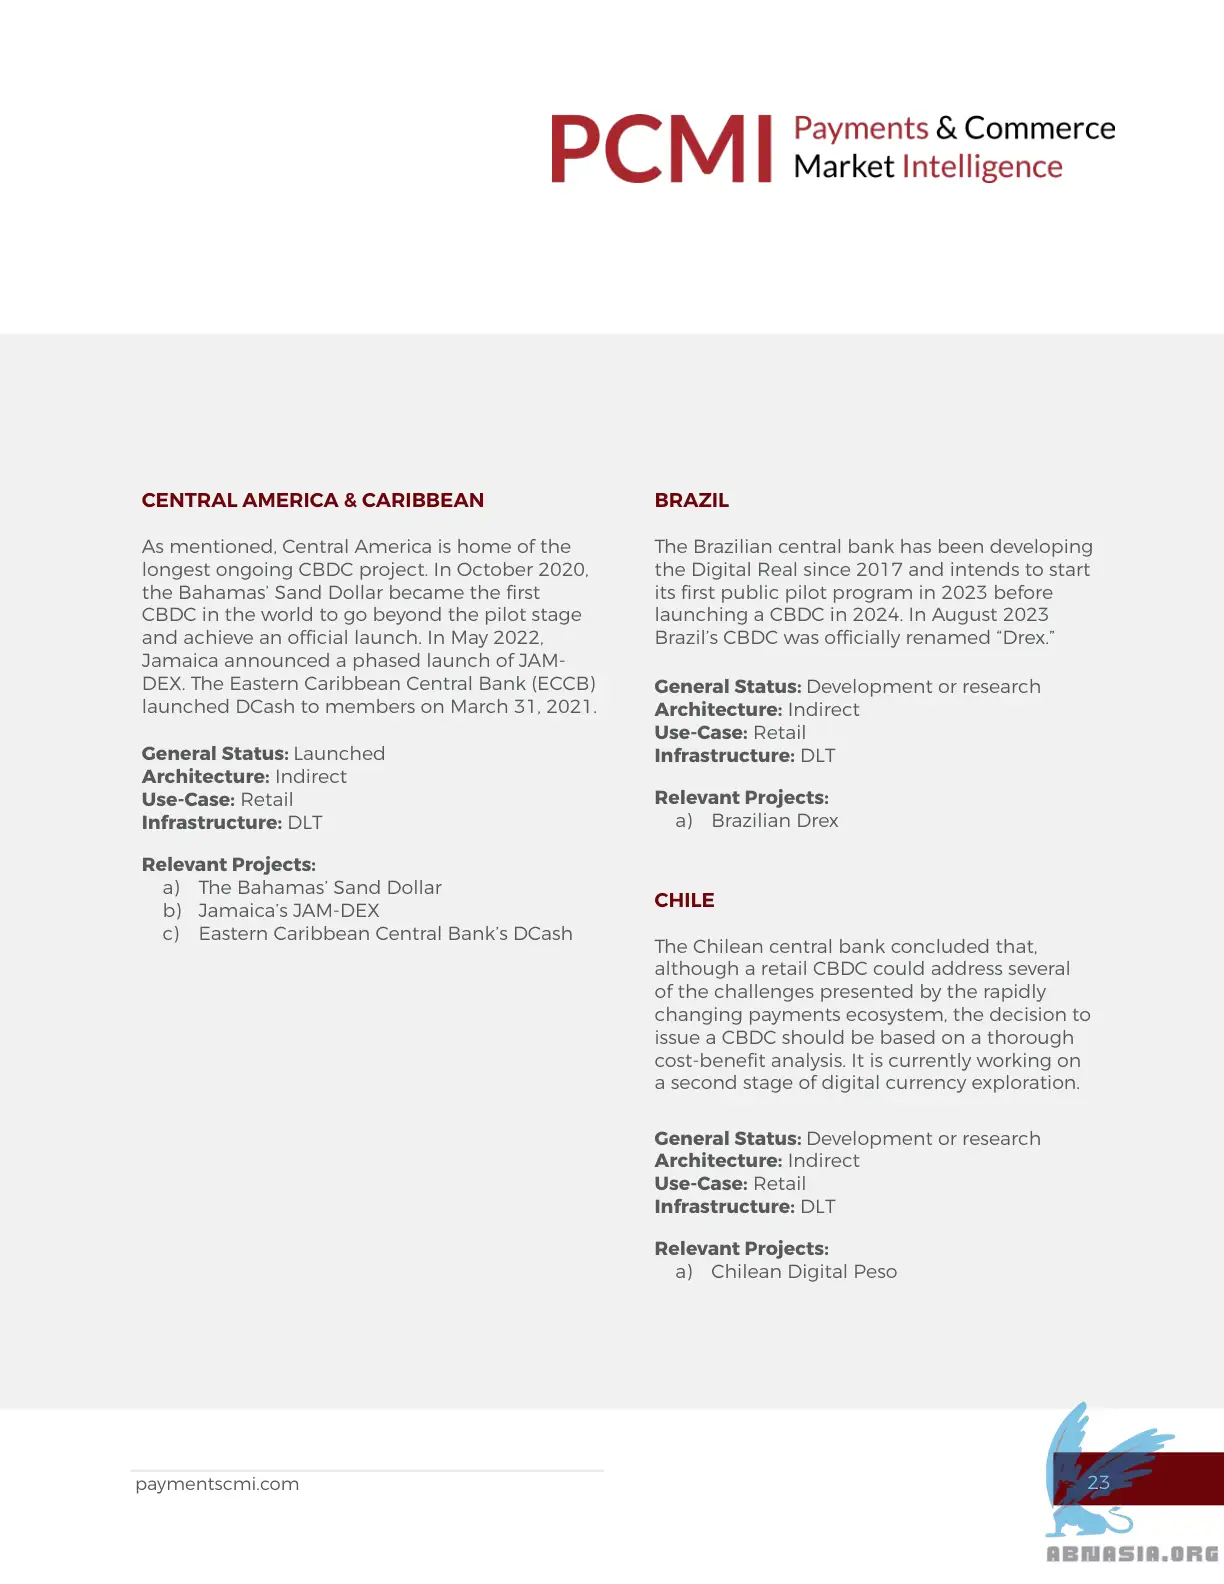 PCMI
Payments & Commerce
Market Intelligence
CENTRAL AMERICA & CARIBBEAN
As mentioned, Central America is home of the
longest ongoing CBDC project. In October 2020,
the Bahamas’ Sand Dollar became the first
CBDC in the world to go beyond the pilot stage
and achieve an official launch. In May 2022,
Jamaica announced a phased launch of JAM-
DEX. The Eastern Caribbean Central Bank (ECCB)
launched DCash to members on March 31, 2021.
General Status: Launched
Architecture: Indirect
Use-Case: Retail
Infrastructure: DLT
Relevant Projects:
a) The Bahamas’ Sand Dollar
b) Jamaica’s JAM-DEX
c) Eastern Caribbean Central Bank’s DCash
BRAZIL
The Brazilian central bank has been developing
the Digital Real since 2017 and intends to start
its first public pilot program in 2023 before
launching a CBDC in 2024. In August 2023
Brazil’s CBDC was officially renamed “Drex.”
General Status: Development or research
Architecture: Indirect
Use-Case: Retail
Infrastructure: DLT
Relevant Projects:
a) Brazilian Drex
CHILE
The Chilean central bank concluded that,
although a retail CBDC could address several
of the challenges presented by the rapidly
changing payments ecosystem, the decision to
issue a CBDC should be based on a thorough
cost-benefit analysis. It is currently working on
a second stage of digital currency exploration.
General Status: Development or research
Architecture: Indirect
Use-Case: Retail
Infrastructure: DLT
Relevant Projects:
a) Chilean Digital Peso
paymentscmi.com
23
ABNASIA.ORG